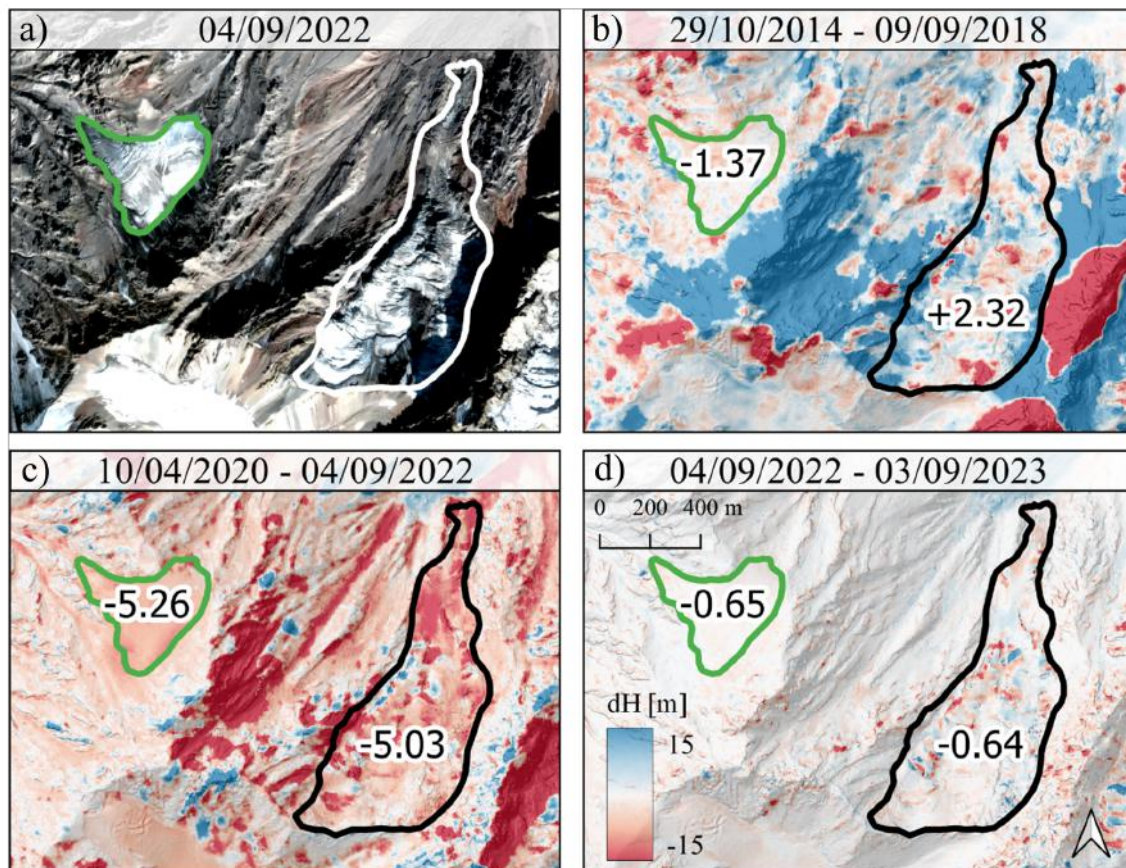 a) 04/09/2022
b) 29/10/2014 - 09/09/2018
-1.37
+2.32
c) 10/04/2020 - 04/09/2022
-5.26
-5.03
d) 04/09/2022 - 03/09/2023
0 200 400 m
-0.65
dH [m]
15
-0.64
-15